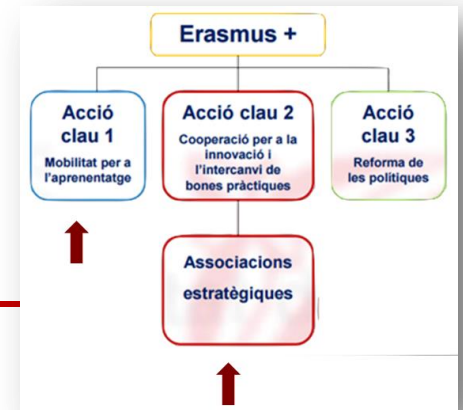 Erasmus +
Acció
clau 1
Mobilitat per a
l'aprenentatge
Acció clau 2
Cooperació per a la
innovació i
l'intercanvi de
bones pràctiques
Acció
clau 3
Reforma de
les politiques
Associacions
estratègiques